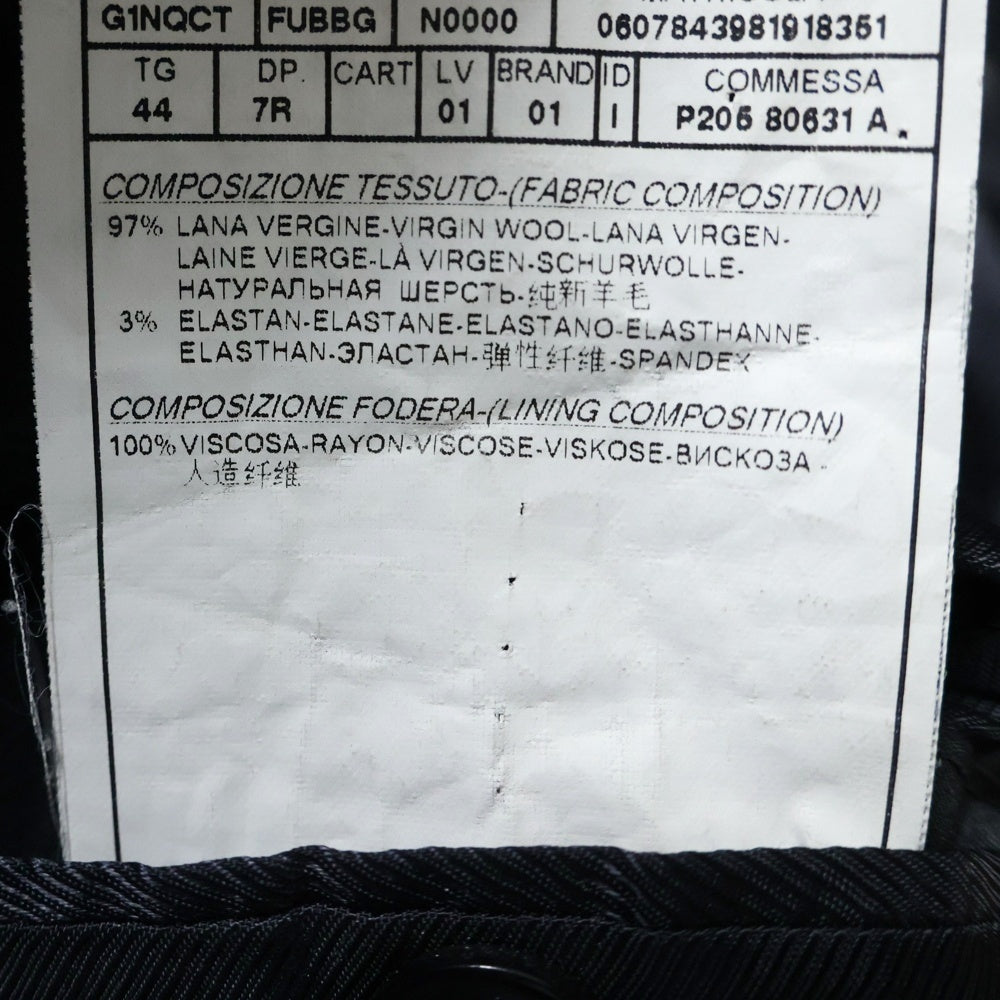 G1NQCT FUBBG N0000 0607843981918351
TG DP. CART LV BRAND ID COMMESSA
44 7R 01 01 I P206 80631 A
COMPOSIZIONE TESSUTO-(FABRIC COMPOSITION)
97% LANA VERGINE-VIRGIN WOOL-LANA VIRGEN-
LAINE VIERGE-LÀ VIRGEN-SCHURWOLLE-
НАТУРАЛЬНАЯ ШЕРСТЬ-纯新羊毛
3% ELASTAN-ELASTANE-ELASTANO-ELASTHANNE-
ELASTHAN-ЭЛАСТАН-弹性纤维-SPANDEX
COMPOSIZIONE FODERA-(LINING COMPOSITION)
100% VISCOSA-RAYON-VISCOSE-VISKOSE-ВИСКОЗА -
人造纤维